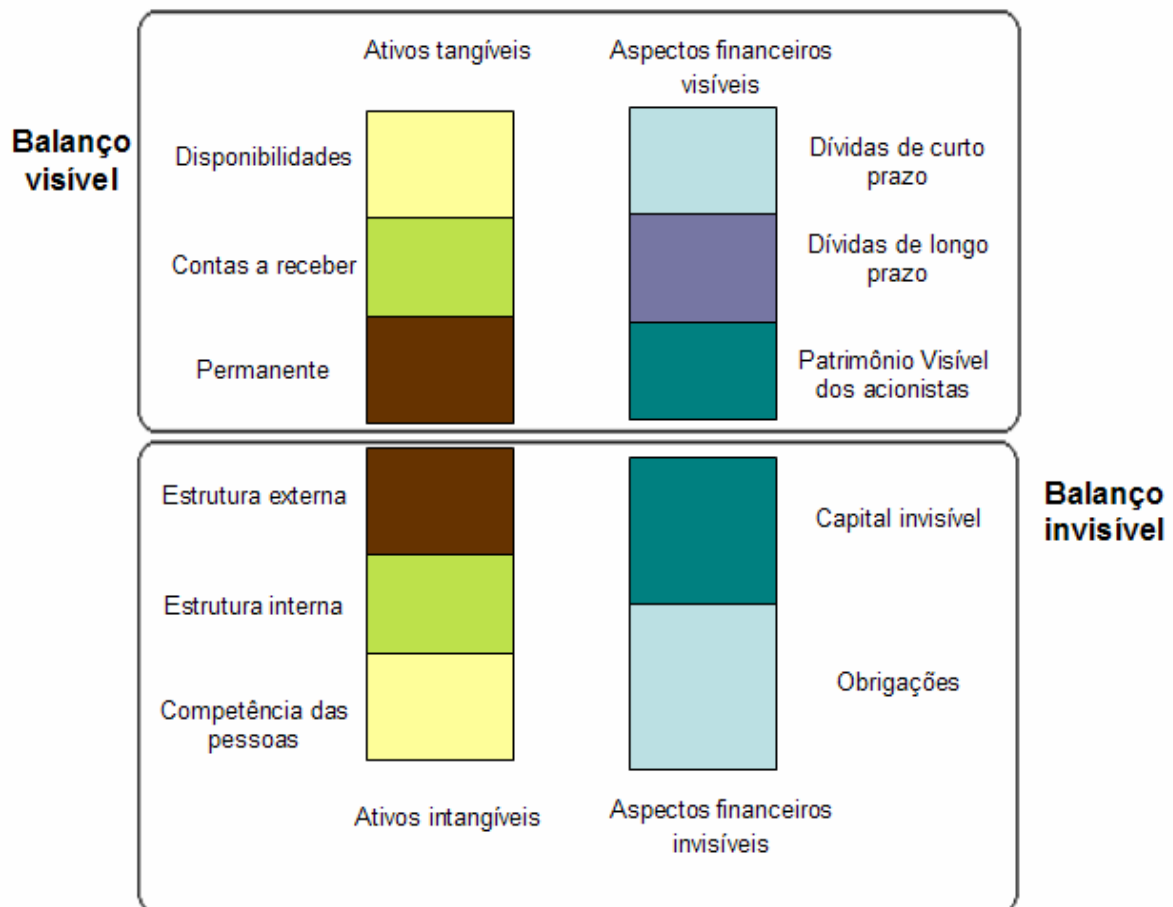 Ativos tangíveis
Aspectos financeiros
visíveis
Balanço
visível
Disponibilidades
Dívidas de curto
prazo
Contas a receber
Dívidas de longo
prazo
Permanente
Patrimônio Visível
dos acionistas
Estrutura externa
Capital invisível
Balanço
invisível
Estrutura interna
Obrigações
Competência das
pessoas
Ativos intangíveis
Aspectos financeiros
invisíveis